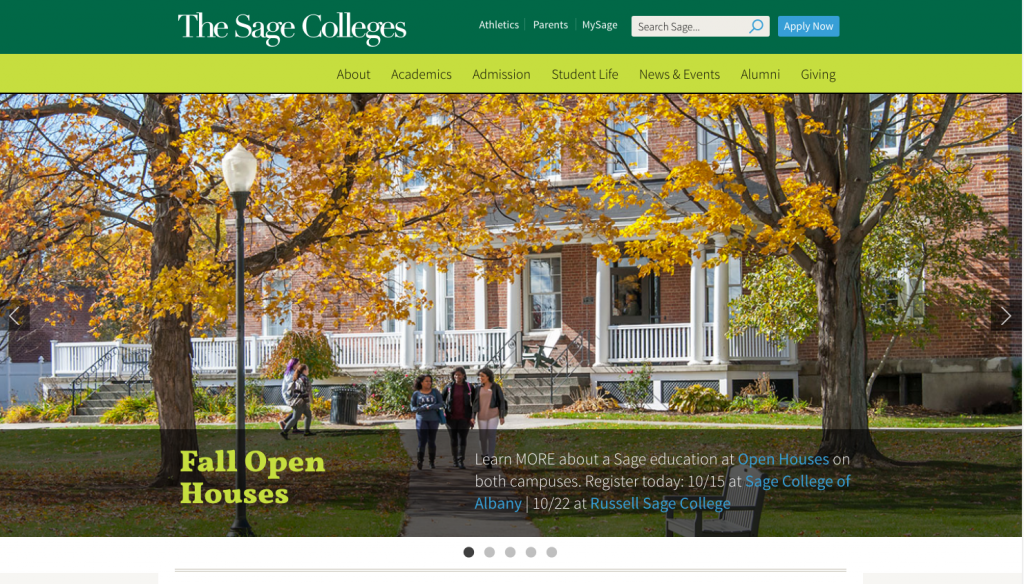 The Sage Colleges
Athletics
Parents
MySage
Search Sage...
Apply Now
About
Academics
Admission
Student Life
News & Events
Alumni
Giving
Fall Open
Houses
Learn MORE about a Sage education at Open Houses on
both campuses. Register today: 10/15 at Sage College of
Albany | 10/22 at Russell Sage College